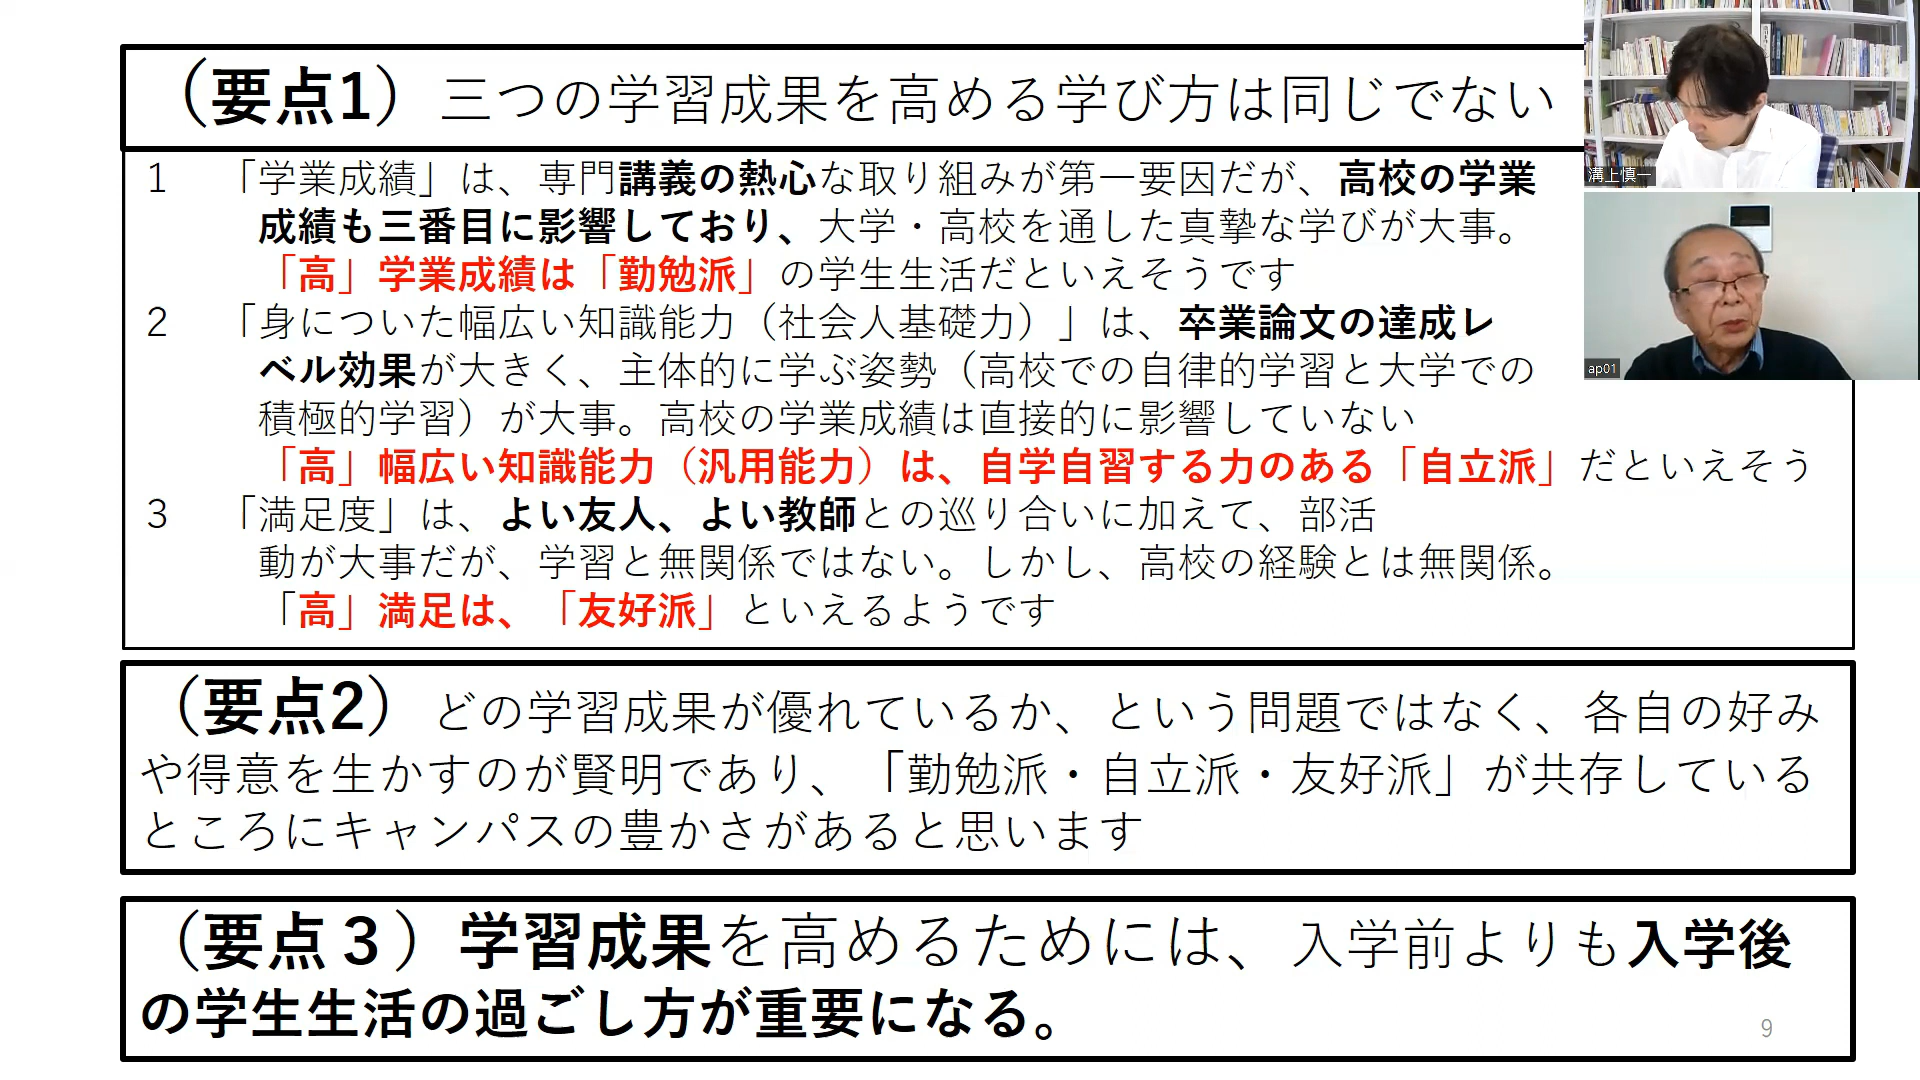 （要点1）三つの学習成果を高める学び方は同じでない
1 「学業成績」は、専門講義の熱心な取り組みが第一要因だが、高校の学業
成績も三番目に影響しており、大学・高校を通した真摯な学びが大事。
「高」学業成績は「勤勉派」の学生生活だといえそうです
2 「身についた幅広い知識能力（社会人基礎力）」は、卒業論文の達成レ
ベル効果が大きく、主体的に学ぶ姿勢（高校での自律的学習と大学での
積極的学習）が大事。高校の学業成績は直接的に影響していない
「高」幅広い知識能力（汎用能力）は、自学自習する力のある「自立派」だといえそう
3 「満足度」は、よい友人、よい教師との巡り合いに加えて、部活
動が大事だが、学習と無関係ではない。しかし、高校の経験とは無関係。
「高」満足は、「友好派」といえるようです
（要点2）どの学習成果が優れているか、という問題ではなく、各自の好み
や得意を生かすのが賢明であり、「勤勉派・自立派・友好派」が共存している
ところにキャンパスの豊かさがあると思います
（要点３）学習成果を高めるためには、入学前よりも入学後
の学生生活の過ごし方が重要になる。
9
溝上慎一
ap01